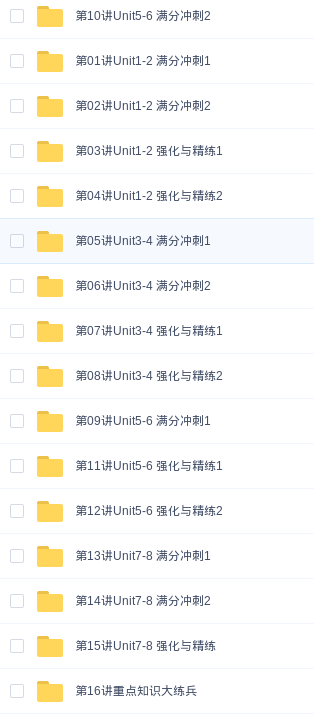 第10讲Unit5-6 满分冲刺2
第01讲Unit1-2 满分冲刺1
第02讲Unit1-2 满分冲刺2
第03讲Unit1-2 强化与精练1
第04讲Unit1-2 强化与精练2
第05讲Unit3-4 满分冲刺1
第06讲Unit3-4 满分冲刺2
第07讲Unit3-4 强化与精练1
第08讲Unit3-4 强化与精练2
第09讲Unit5-6 满分冲刺1
第11讲Unit5-6 强化与精练1
第12讲Unit5-6 强化与精练2
第13讲Unit7-8 满分冲刺1
第14讲Unit7-8 满分冲刺2
第15讲Unit7-8 强化与精练
第16讲重点知识大练兵